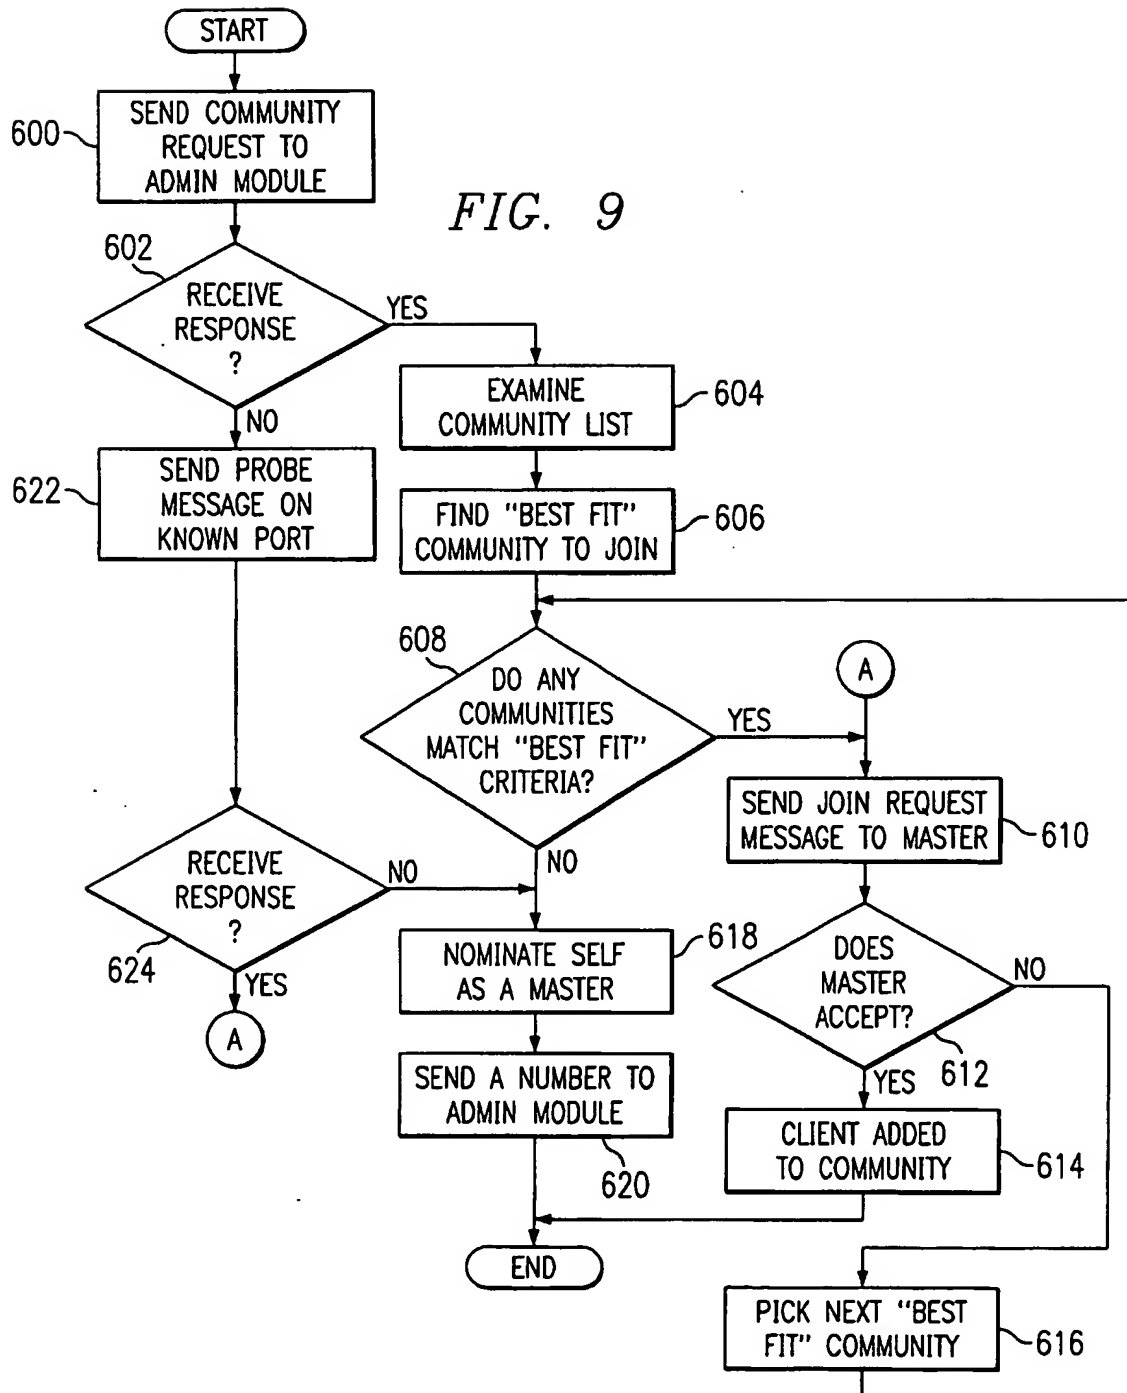 START
600
SEND COMMUNITY
REQUEST TO
ADMIN MODULE
FIG. 9
602
RECEIVE
RESPONSE
?
YES
NO
EXAMINE
COMMUNITY LIST
604
622
SEND PROBE
MESSAGE ON
KNOWN PORT
FIND "BEST FIT"
COMMUNITY TO JOIN
606
608
DO ANY
COMMUNITIES
MATCH "BEST FIT"
CRITERIA?
YES
NO
A
SEND JOIN REQUEST
MESSAGE TO MASTER
610
RECEIVE
RESPONSE
?
624
NO
YES
A
NOMINATE SELF
AS A MASTER
618
DOES
MASTER
ACCEPT?
612
NO
YES
SEND A NUMBER TO
ADMIN MODULE
620
CLIENT ADDED
TO COMMUNITY
614
END
PICK NEXT "BEST
FIT" COMMUNITY
616